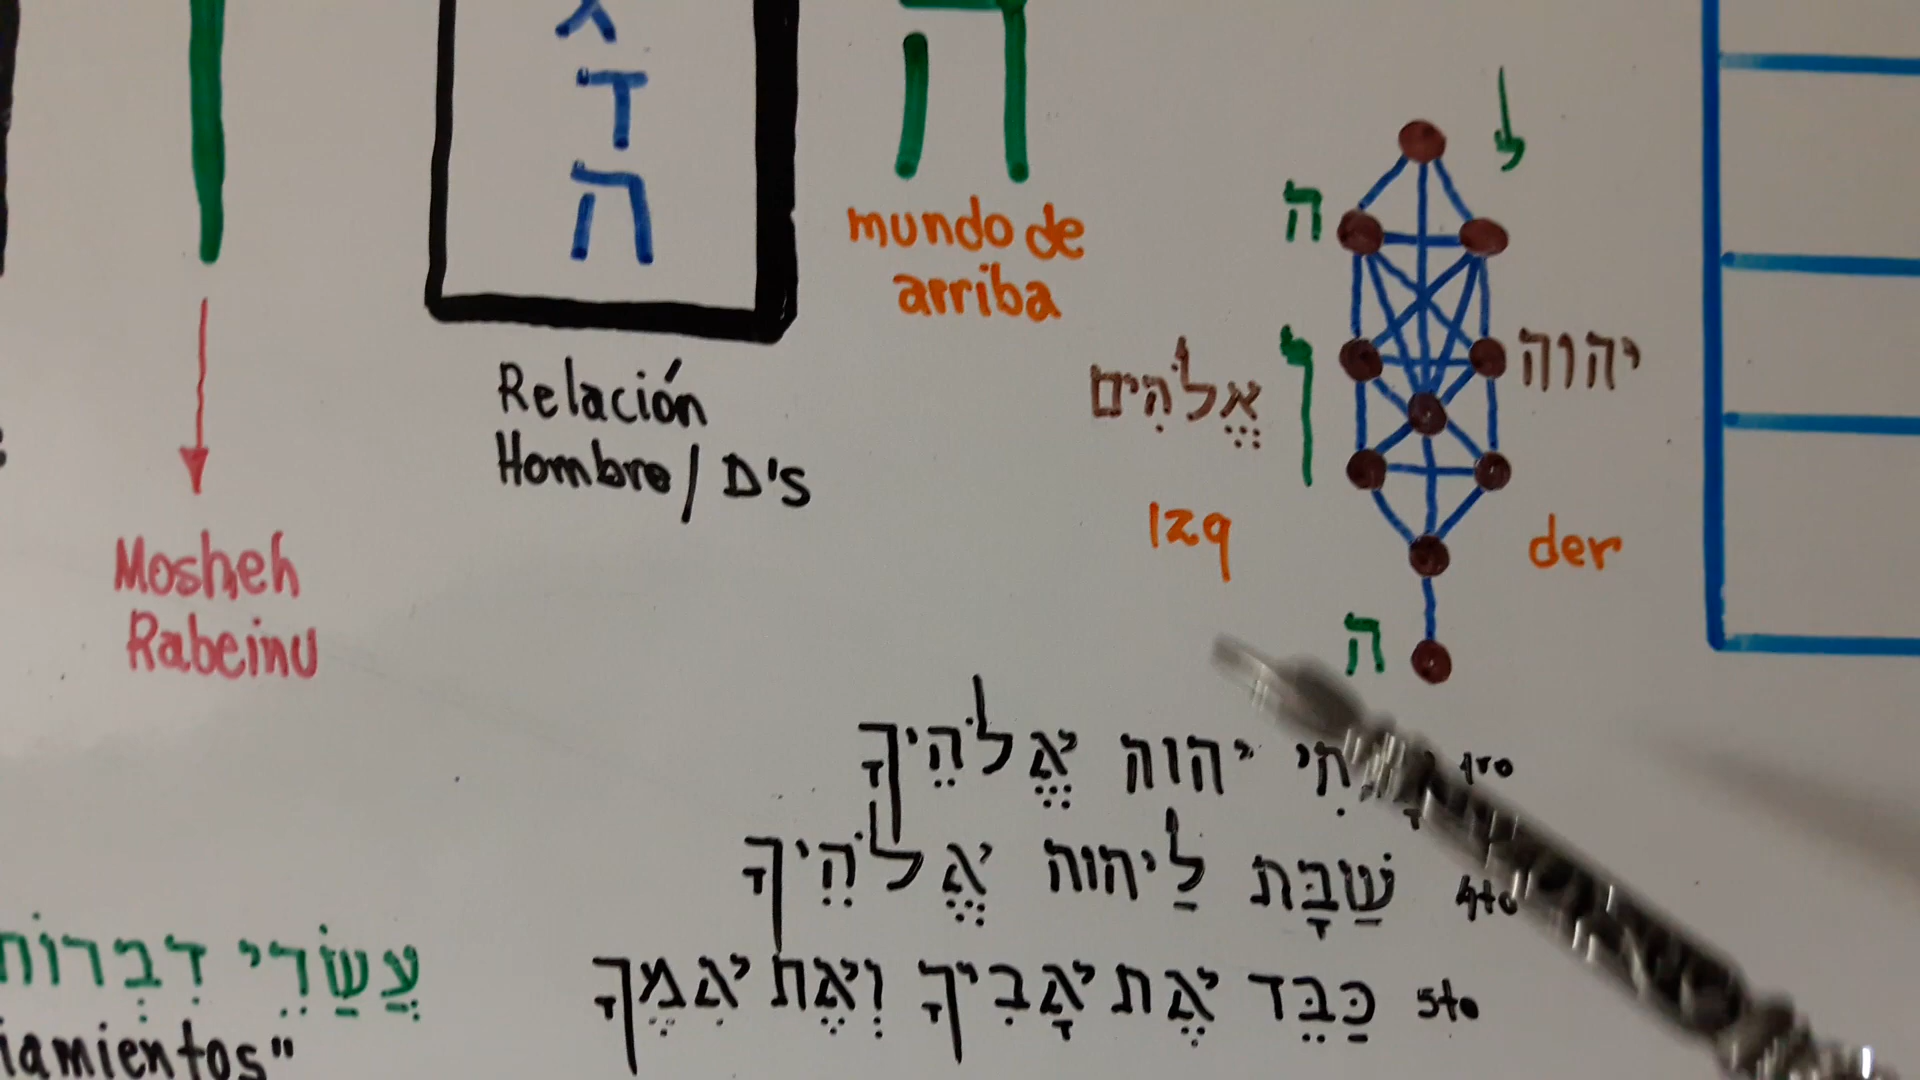 ד
ה
ה
mundo de
arriba
ה
ו
יהוה
אֱלֹהִים
Relación
Hombre / D's
izq
der
Mosheh
Rabeinu
ה
1ro יהוה אֱלֹהֵיךָ
4to שַׁבָּת לַיהוה אֱלֹהֵיךָ
5to כַּבֵּד אֶת אָבִיךָ וְאֶת אִמֶּךָ
עֲשַׂרֵי דִּבְּרוֹת
iamientos"